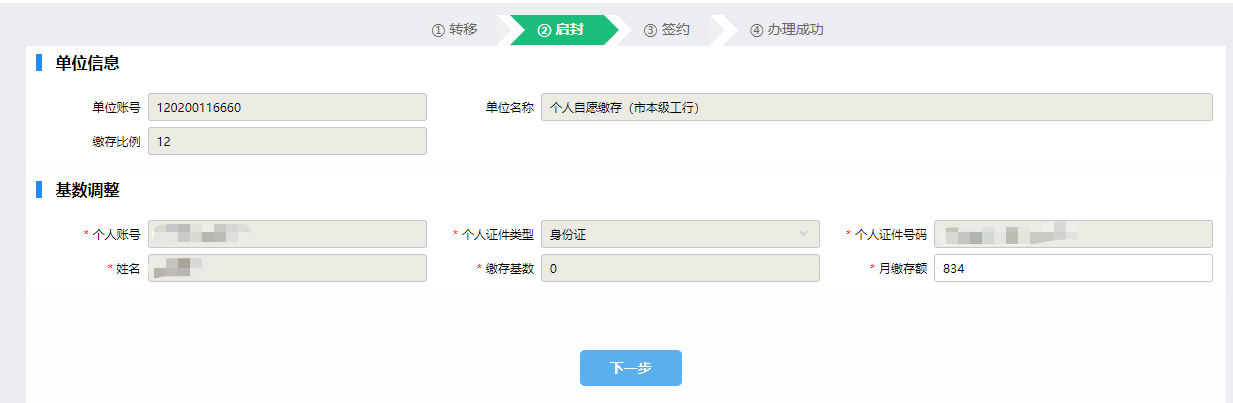 ① 转移 ② 启封 ③ 签约 ④ 办理成功
单位信息
单位账号 120200116660 单位名称 个人自愿缴存（市本级工行）
缴存比例 12
基数调整
* 个人账号 * 个人证件类型 身份证 * 个人证件号码
* 姓名 * 缴存基数 0 * 月缴存额 834
下一步